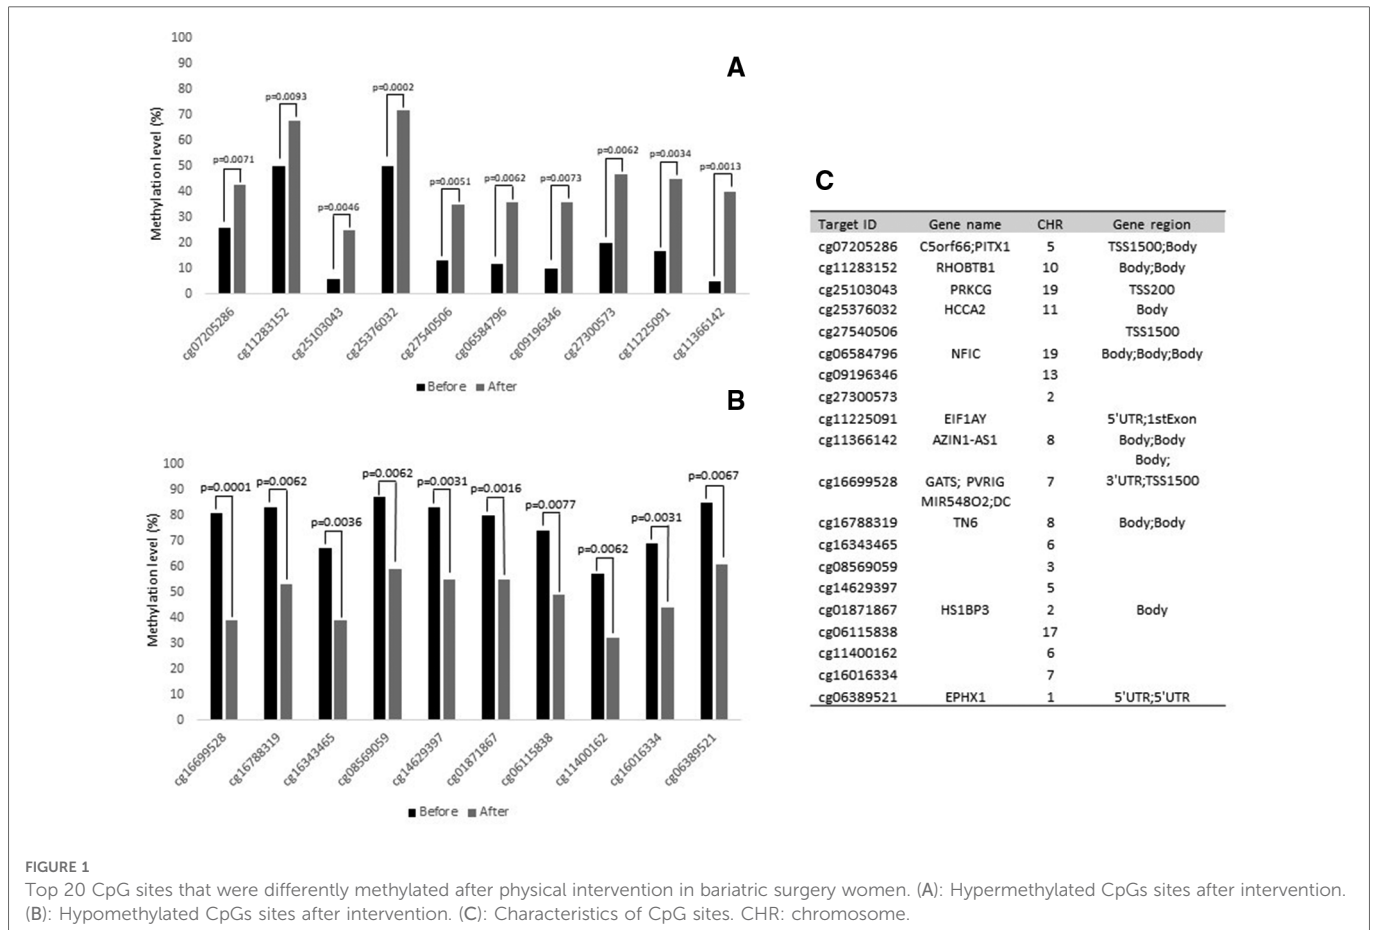 A
Methylation level (%)
100
90
80
70
60
50
40
30
20
10
0
p=0.0071
p=0.0093
p=0.0046
p=0.0002
p=0.0051
p=0.0062
p=0.0073
p=0.0062
p=0.0034
p=0.0013
cg07205286
cg11283152
cg25103043
cg25376032
cg27540506
cg06584796
cg09196346
cg27300573
cg11225091
cg11366142
Before After
B
Methylation level (%)
100
90
80
70
60
50
40
30
20
10
0
p=0.0001
p=0.0062
p=0.0036
p=0.0062
p=0.0031
p=0.0016
p=0.0077
p=0.0062
p=0.0031
p=0.0067
cg16699528
cg16788319
cg16343465
cg08569059
cg14629397
cg01871867
cg06115838
cg11400162
cg16016334
cg06389521
Before After
C
Target ID Gene name CHR Gene region
cg07205286 C5orf66;PITX1 5 TSS1500;Body
cg11283152 RHOBTB1 10 Body;Body
cg25103043 PRKCG 19 TSS200
cg25376032 HCCA2 11 Body
cg27540506 TSS1500
cg06584796 NFIC 19 Body;Body;Body
cg09196346 13
cg27300573 2
cg11225091 EIF1AY 5'UTR;1stExon
cg11366142 AZIN1-AS1 8 Body;Body
Body;
cg16699528 GATS; PVRIG 7 3'UTR;TSS1500
MIR548O2;DC
cg16788319 TN6 8 Body;Body
cg16343465 6
cg08569059 3
cg14629397 5
cg01871867 HS1BP3 2 Body
cg06115838 17
cg11400162 6
cg16016334 7
cg06389521 EPHX1 1 5'UTR;5'UTR
FIGURE 1
Top 20 CpG sites that were differently methylated after physical intervention in bariatric surgery women. (A): Hypermethylated CpGs sites after intervention.
(B): Hypomethylated CpGs sites after intervention. (C): Characteristics of CpG sites. CHR: chromosome.